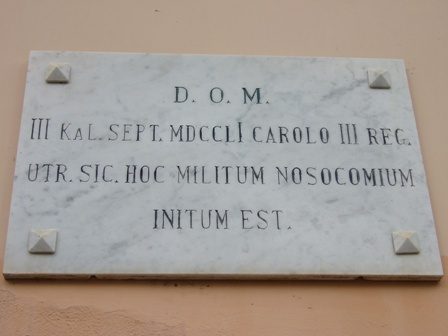 D. O. M.
III KAL. SEPT. MDCCLI CAROLO III REG.
UTR. SIC. HOC MILITUM NOSOCOMIUM
INITUM EST.